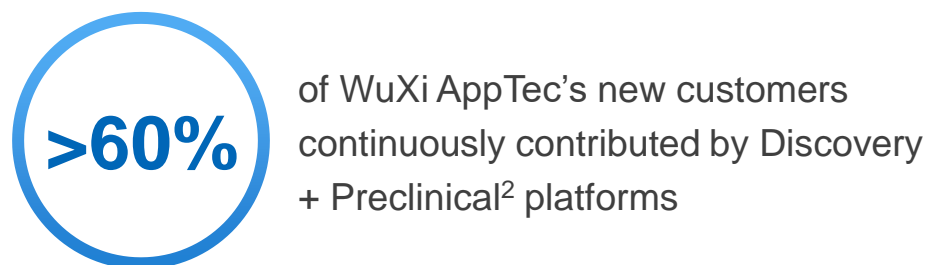 >60%
of WuXi AppTec’s new customers
continuously contributed by Discovery
+ Preclinical² platforms